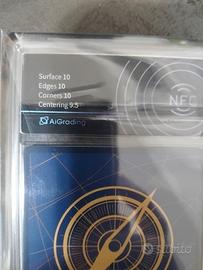 Surface 10
Edges 10
Corners 10
Centering 9.5
AiGrading
NFC
Subito